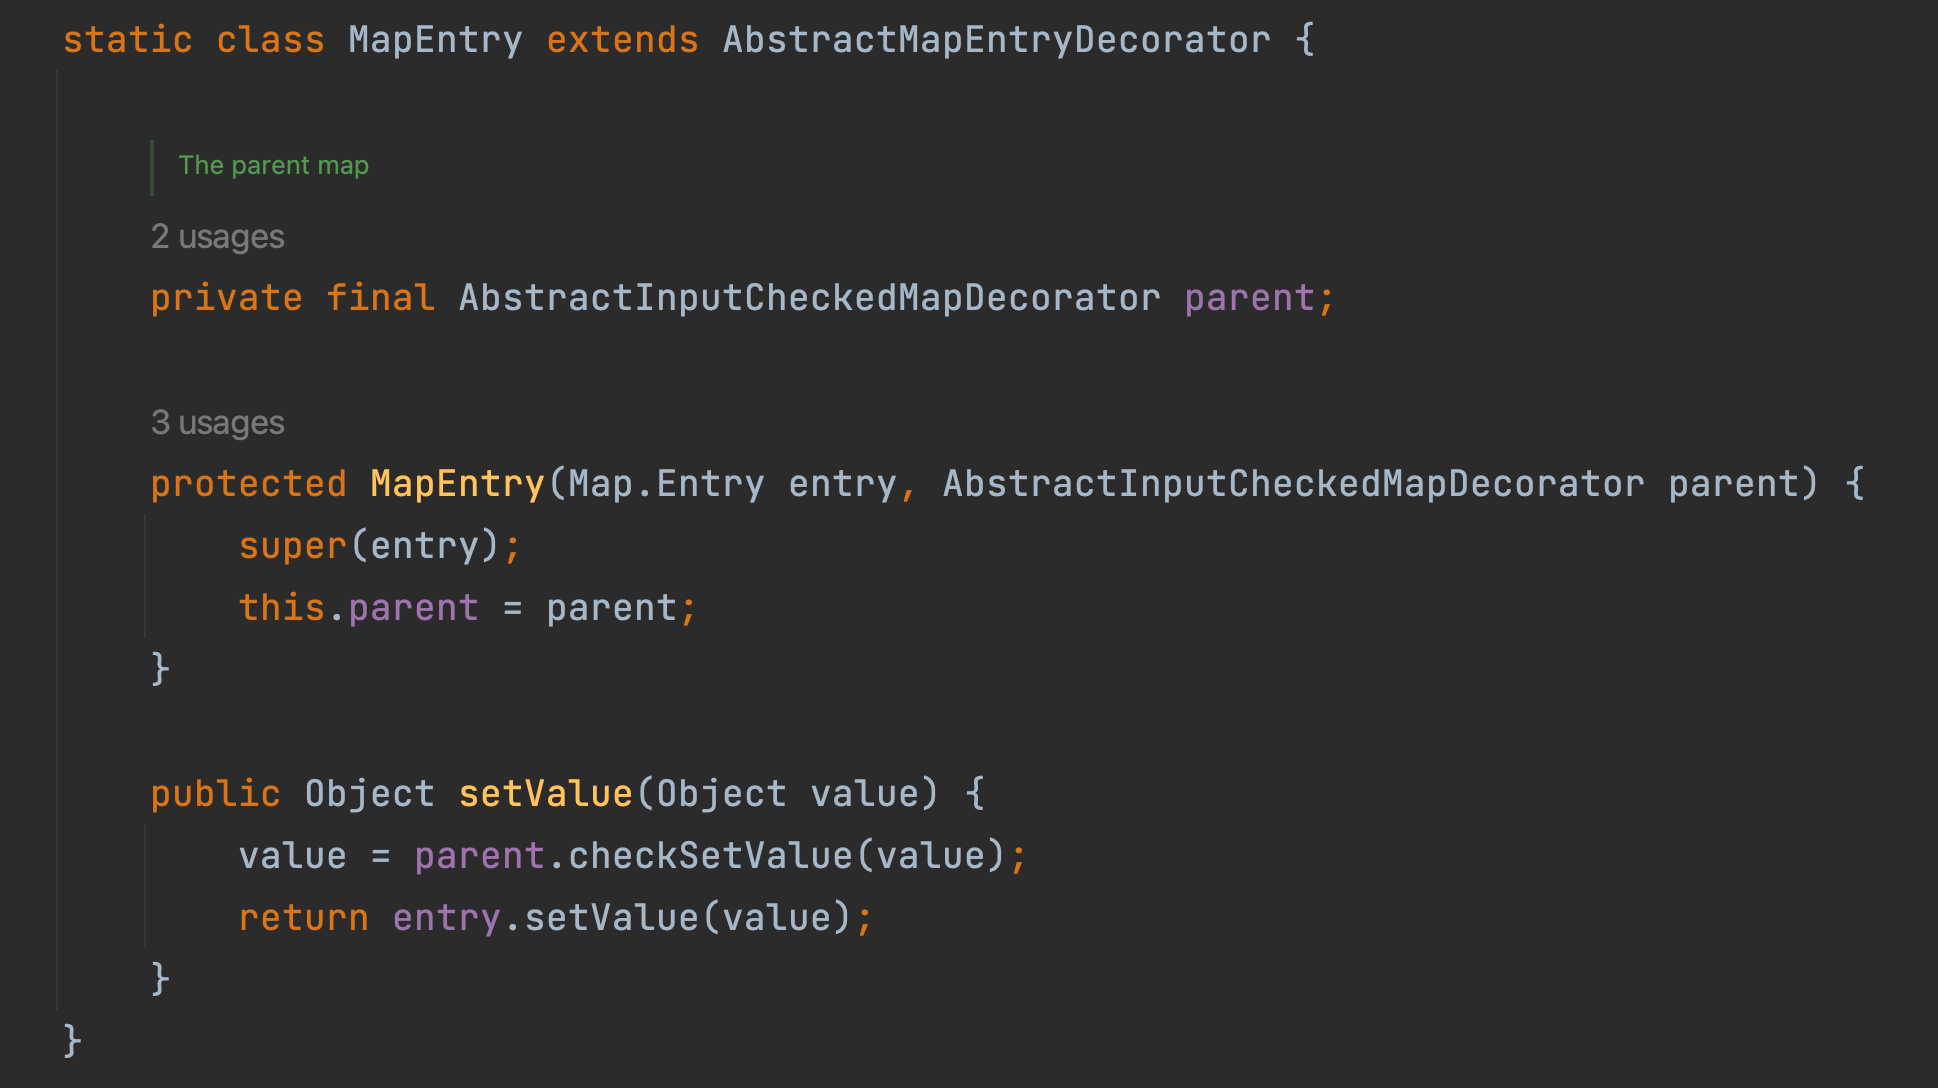 static class MapEntry extends AbstractMapEntryDecorator {
The parent map
2 usages
private final AbstractInputCheckedMapDecorator parent;
3 usages
protected MapEntry(Map.Entry entry, AbstractInputCheckedMapDecorator parent) {
super(entry);
this.parent = parent;
}
public Object setValue(Object value) {
value = parent.checkSetValue(value);
return entry.setValue(value);
}
}